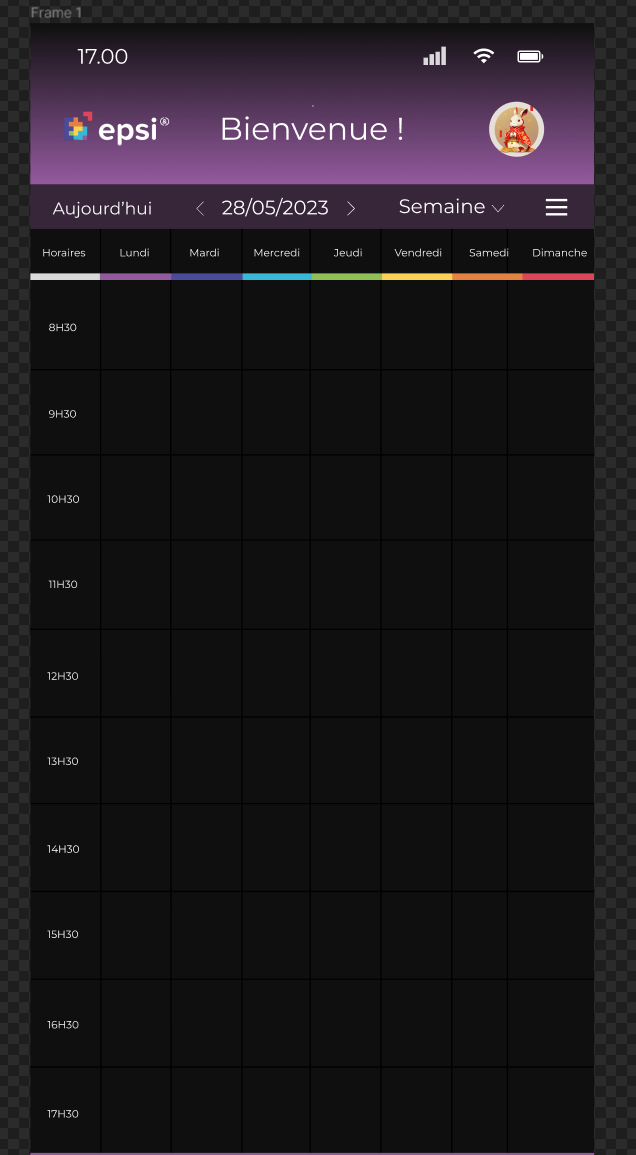 Frame 1
17.00
epsi®
Bienvenue !
Aujourd’hui
28/05/2023
Semaine
Horaires Lundi Mardi Mercredi Jeudi Vendredi Samedi Dimanche
8H30
9H30
10H30
11H30
12H30
13H30
14H30
15H30
16H30
17H30